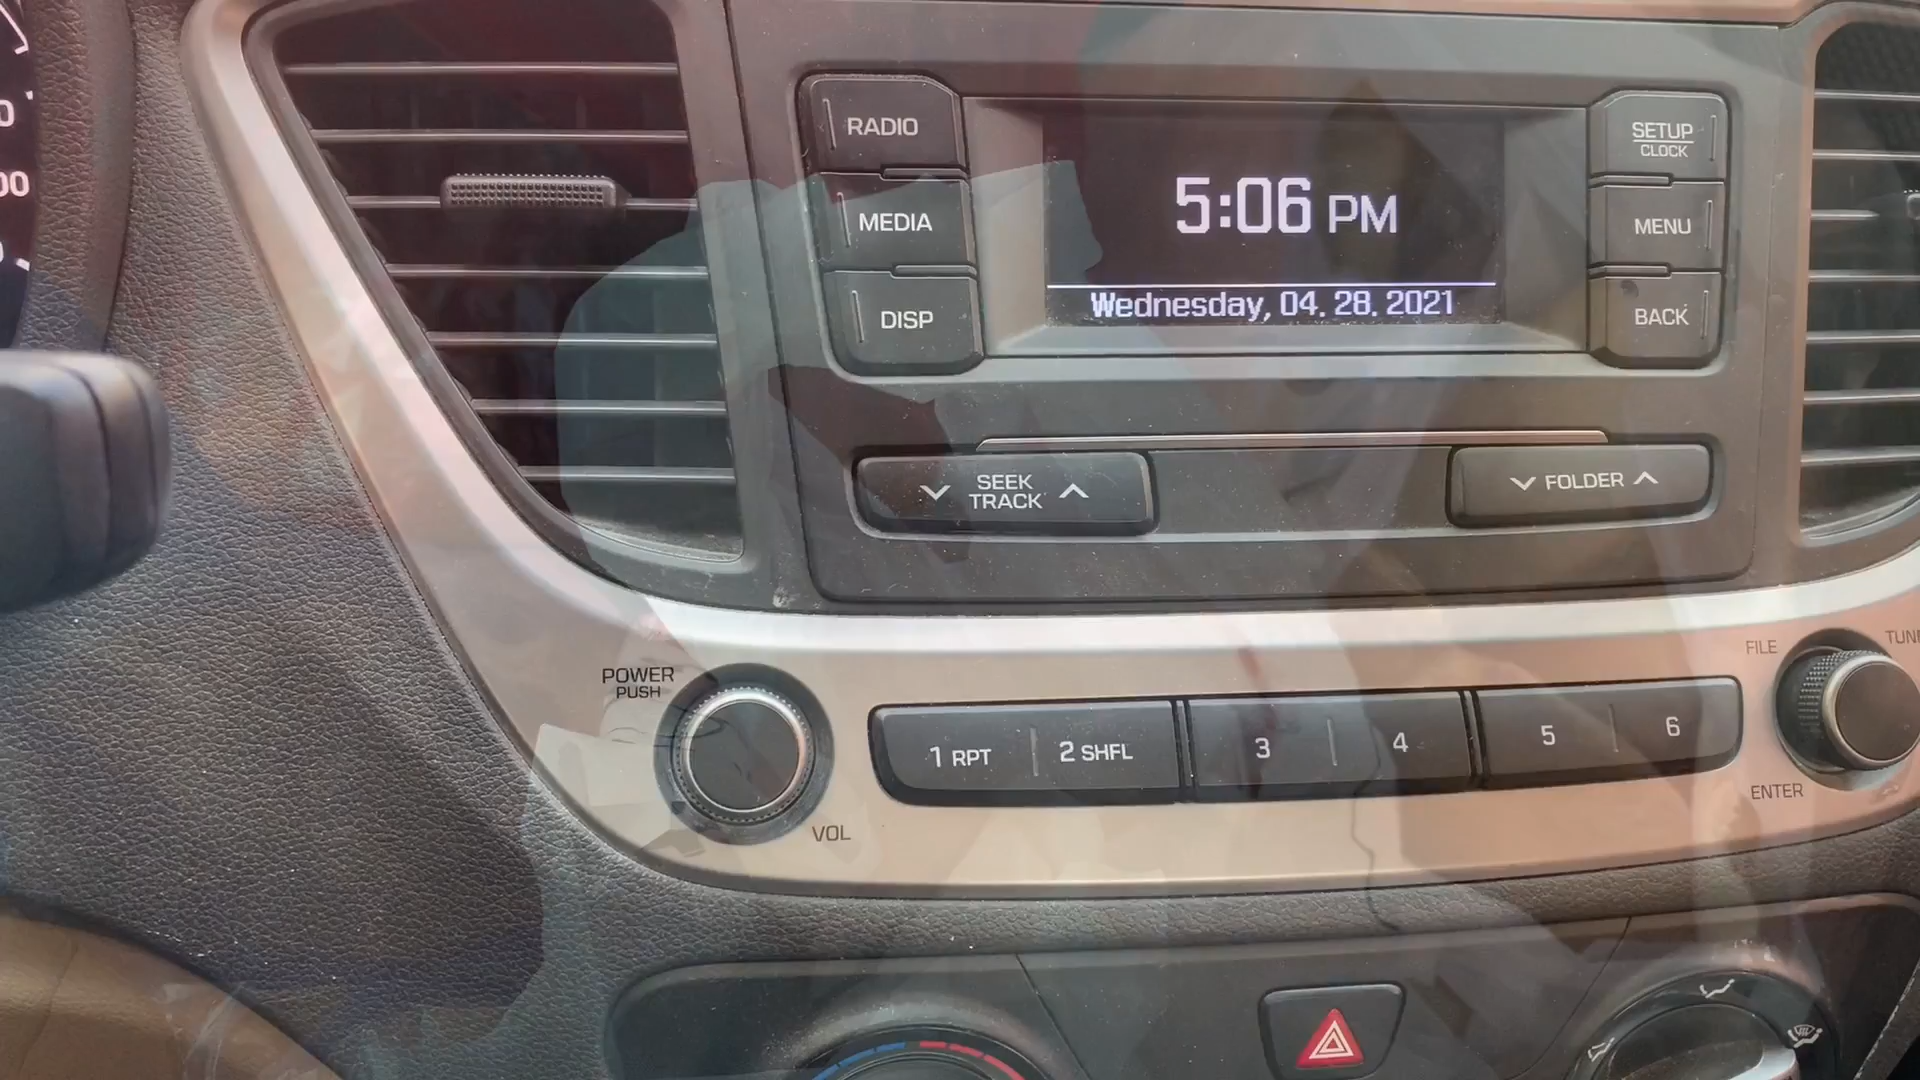 RADIO
MEDIA
DISP
5:06 PM
Wednesday, 04. 28. 2021
SETUP
CLOCK
MENU
BACK
SEEK
TRACK
FOLDER
POWER
PUSH
VOL
1 RPT
2 SHFL
3
4
5
6
FILE
ENTER